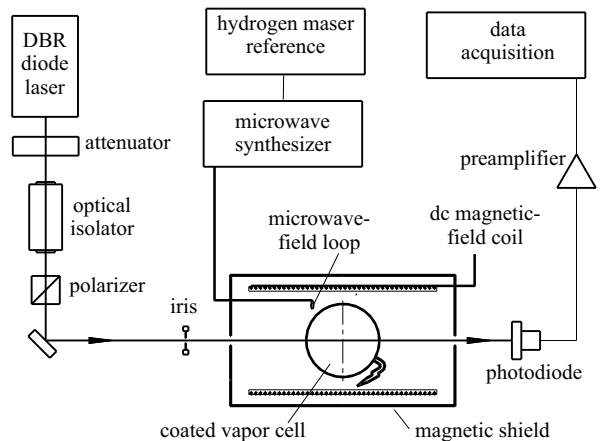 DBR
diode
laser
hydrogen maser
reference
data
acquisition
attenuator
microwave
synthesizer
preamplifier
optical
isolator
microwave-
field loop
dc magnetic-
field coil
polarizer
iris
photodiode
coated vapor cell
magnetic shield